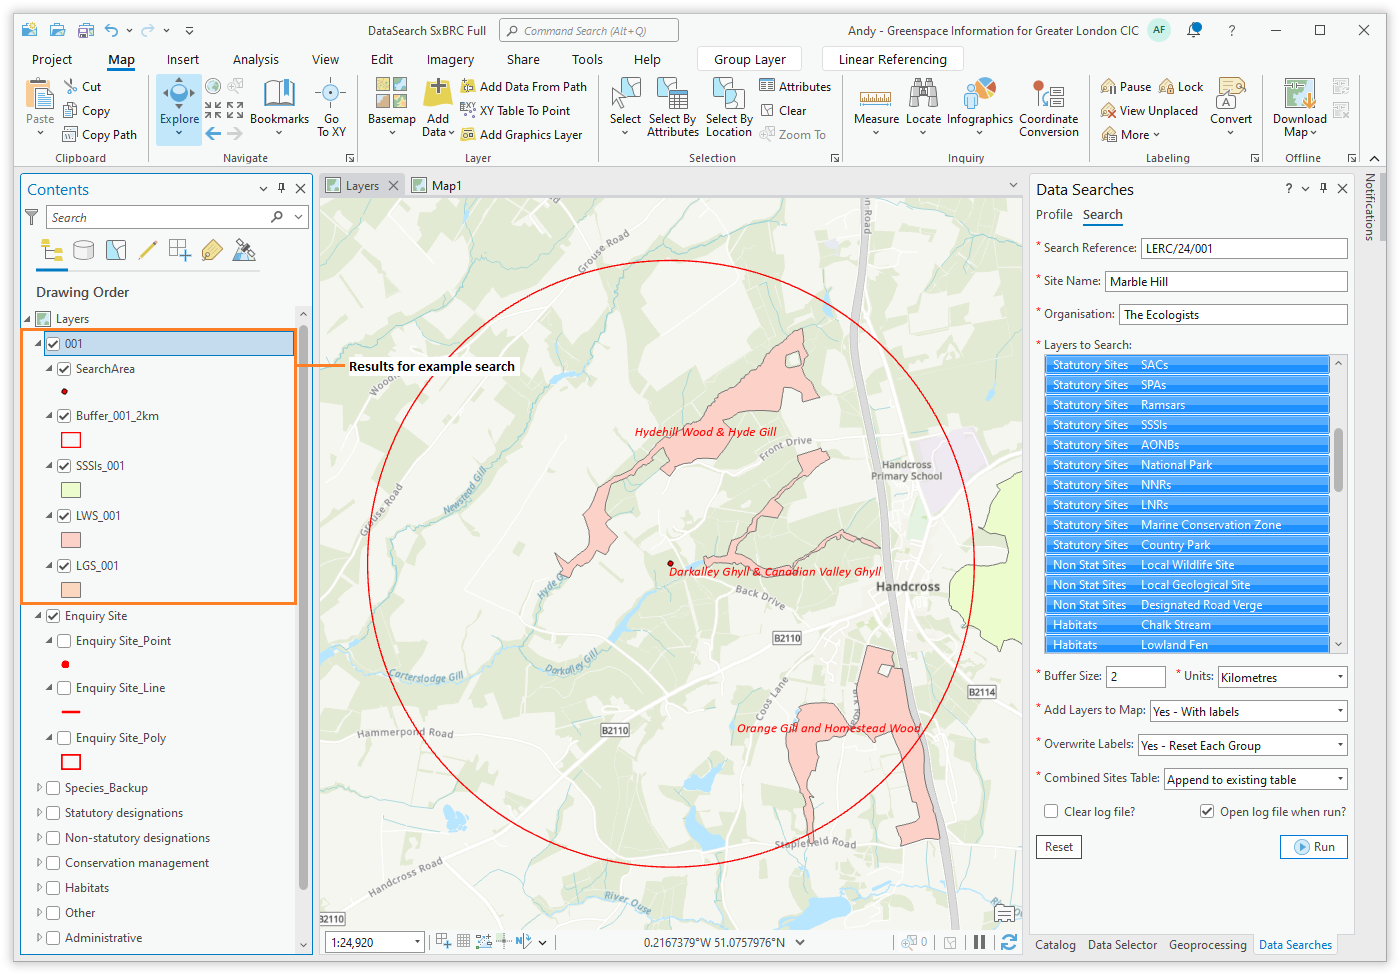 DataSearch SxBRC Full
Command Search (Alt+Q)
Andy - Greenspace Information for Greater London CIC
AF
?
Project
Map
Insert
Analysis
View
Edit
Imagery
Share
Tools
Help
Group Layer
Linear Referencing
Paste
Cut
Copy
Copy Path
Clipboard
Explore
Bookmarks
Go
To XY
Navigate
Basemap
Add
Data
Add Data From Path
XY Table To Point
Add Graphics Layer
Layer
Select
Select By
Attributes
Select By
Location
Attributes
Clear
Zoom To
Selection
Measure
Locate
Infographics
Coordinate
Conversion
Inquiry
Pause
Lock
View Unplaced
More
Convert
Labeling
Download
Map
Offline
Contents
Search
Drawing Order
Layers
001
SearchArea
Buffer_001_2km
SSSIs_001
LWS_001
LGS_001
Enquiry Site
Enquiry Site_Point
Enquiry Site_Line
Enquiry Site_Poly
Species_Backup
Statutory designations
Non-statutory designations
Conservation management
Habitats
Other
Administrative
Layers
Map1
Results for example search
Grouse Road
Hydehill Wood & Hyde Gill
Front Drive
Handcross
Primary School
Newstead Gill
Grouse Road
Darkalley Ghyll & Canadian Valley Ghyll
Hyde G
Back Drive
Handcross
B2110
Darkalley Gill
Carterslodge Gill
Coos Lane
Park Road
B2114
Orange Gill and Homestead Wood
B2110
Hammerpond Road
Staplefield Road
Handcross Road
River Ouse
B2110
1:24,920
0.2167379°W 51.0757976°N
0
Data Searches
?
Notifications
Profile
Search
* Search Reference: LERC/24/001
* Site Name: Marble Hill
* Organisation: The Ecologists
* Layers to Search:
Statutory Sites SACs
Statutory Sites SPAs
Statutory Sites Ramsars
Statutory Sites SSSIs
Statutory Sites AONBs
Statutory Sites National Park
Statutory Sites NNRs
Statutory Sites LNRs
Statutory Sites Marine Conservation Zone
Statutory Sites Country Park
Non Stat Sites Local Wildlife Site
Non Stat Sites Local Geological Site
Non Stat Sites Designated Road Verge
Habitats Chalk Stream
Habitats Lowland Fen
* Buffer Size: 2 * Units: Kilometres
* Add Layers to Map: Yes - With labels
* Overwrite Labels: Yes - Reset Each Group
* Combined Sites Table: Append to existing table
Clear log file? Open log file when run?
Reset
Run
Catalog
Data Selector
Geoprocessing
Data Searches